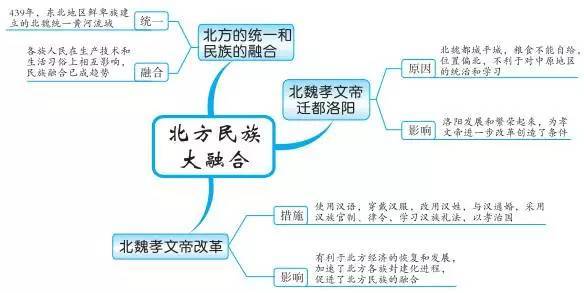 439年,东北地区鲜卑族建
立的北魏统一黄河流域
统一
各族人民在生产技术和
生活习俗上相互影响,
民族融合已成趋势
融合
北方的统一和
民族的融合
北魏孝文帝
迁都洛阳
原因
北魏都城平城,粮食不能自给,
位置偏北,不利于对中原地区
的统治和学习
影响
洛阳发展和繁荣起来,为孝
文帝进一步改革创造了条件
北方民族
大融合
北魏孝文帝改革
措施
使用汉语,穿戴汉服,改用汉姓,与汉通婚,采用
汉族官制、律令,学习汉族礼法,以孝治国
影响
有利于北方经济的恢复和发展,
加速了北方各族封建化进程,
促进了北方民族的融合